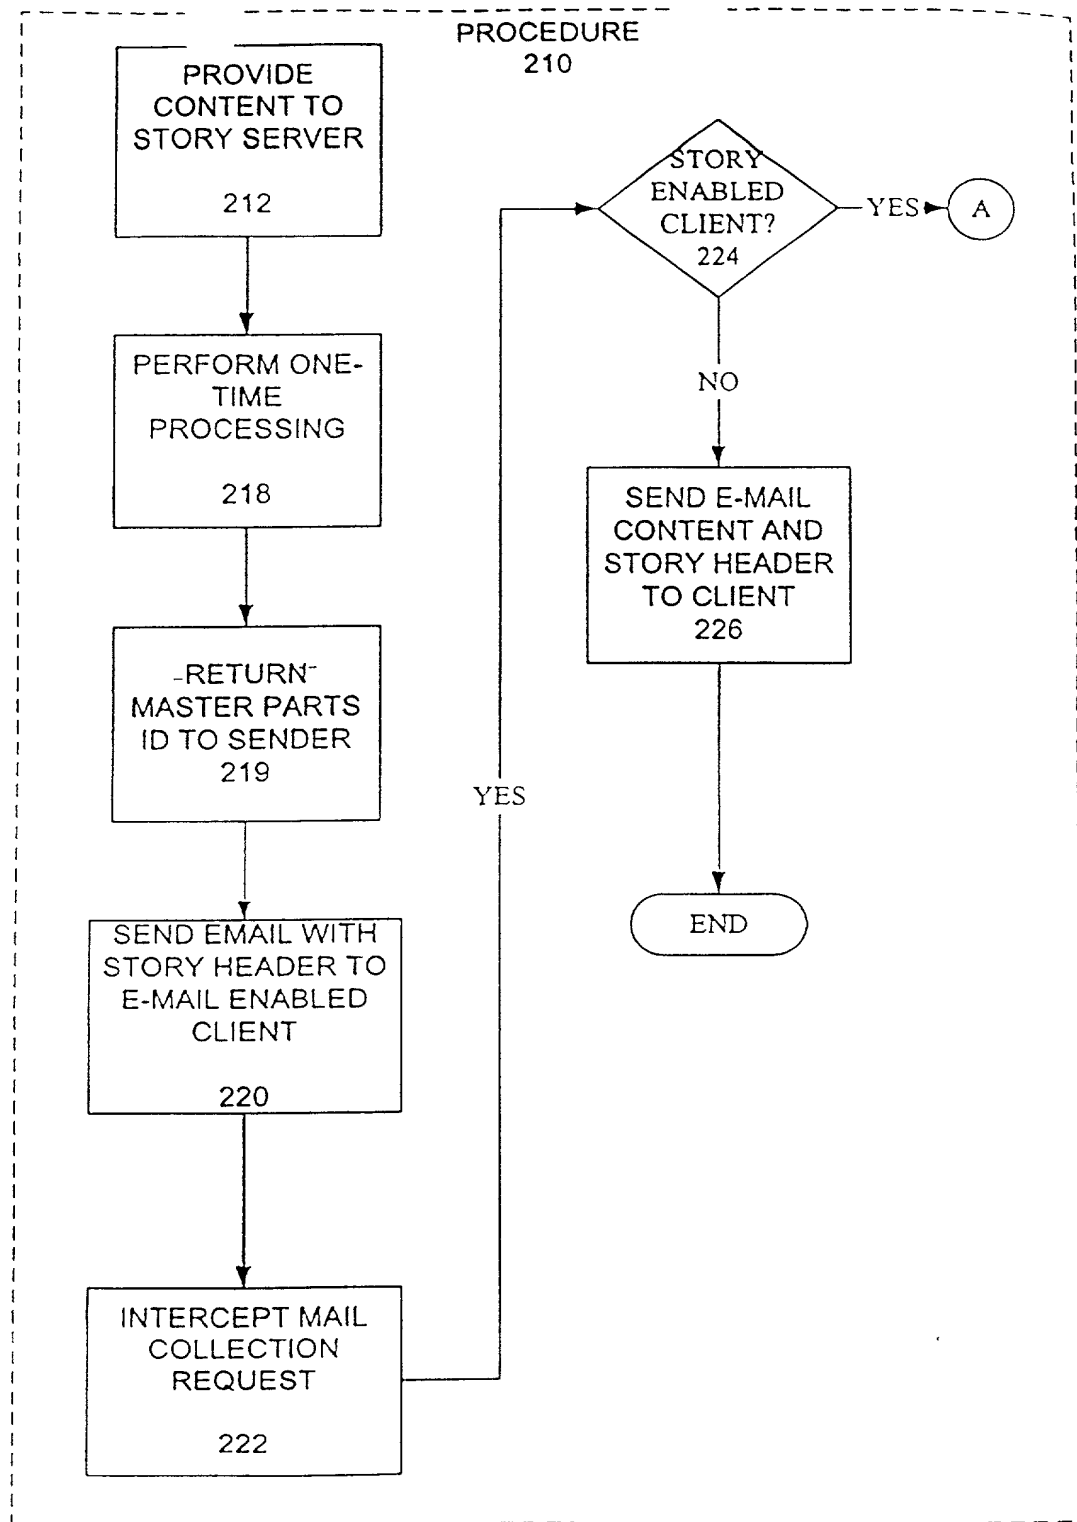 PROCEDURE
210
PROVIDE
CONTENT TO
STORY SERVER
212
PERFORM ONE-
TIME
PROCESSING
218
RETURN
MASTER PARTS
ID TO SENDER
219
SEND EMAIL WITH
STORY HEADER TO
E-MAIL ENABLED
CLIENT
220
INTERCEPT MAIL
COLLECTION
REQUEST
222
YES
STORY
ENABLED
CLIENT?
224
YES
A
NO
SEND E-MAIL
CONTENT AND
STORY HEADER
TO CLIENT
226
END